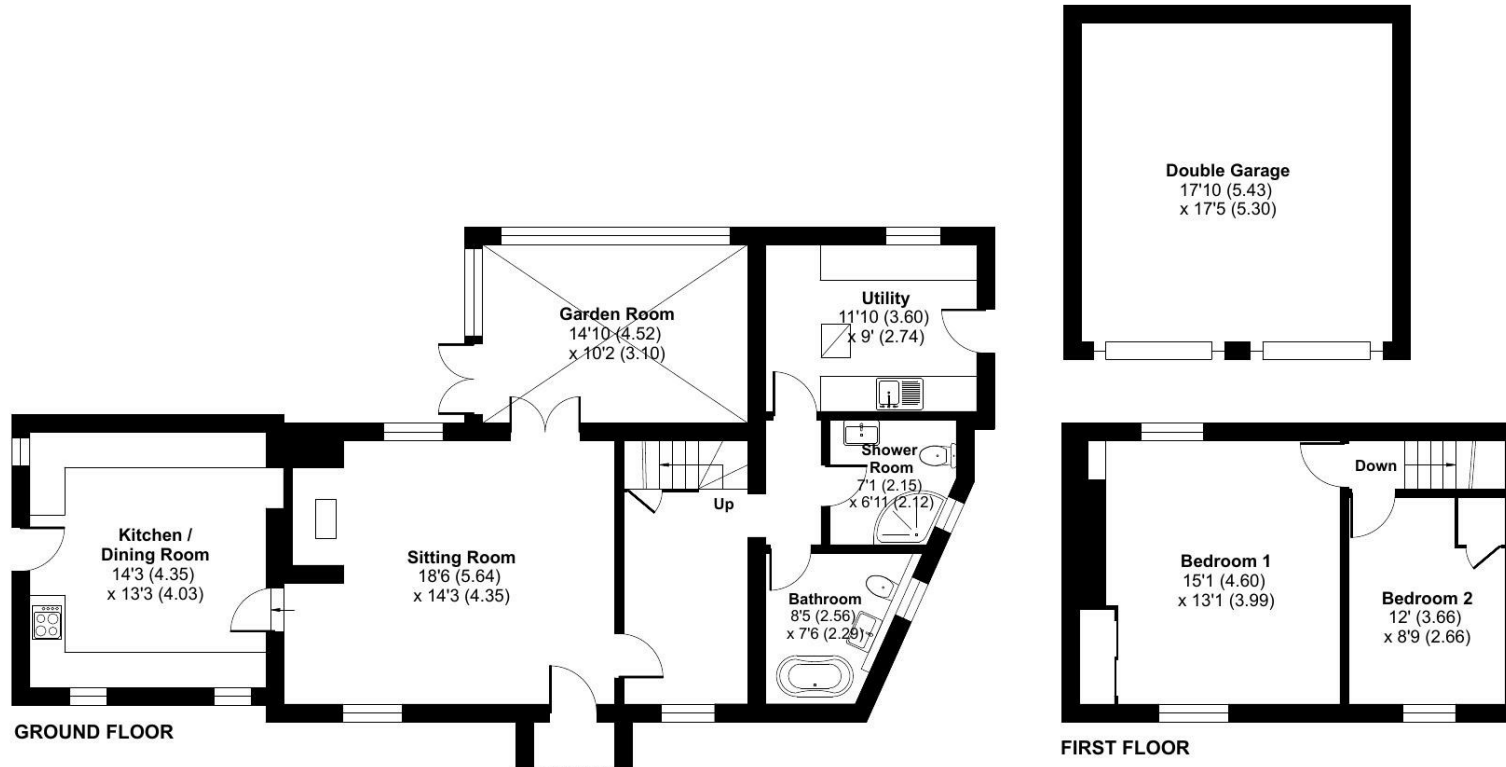 Double Garage
17'10 (5.43)
x 17'5 (5.30)
Garden Room
14'10 (4.52)
x 10'2 (3.10)
Utility
11'10 (3.60)
x 9' (2.74)
Shower
Room
7'1 (2.15)
x 6'11 (2.12)
Up
Kitchen /
Dining Room
14'3 (4.35)
x 13'3 (4.03)
Sitting Room
18'6 (5.64)
x 14'3 (4.35)
Bathroom
8'5 (2.56)
x 7'6 (2.29)
GROUND FLOOR
Down
Bedroom 1
15'1 (4.60)
x 13'1 (3.99)
Bedroom 2
12' (3.66)
x 8'9 (2.66)
FIRST FLOOR